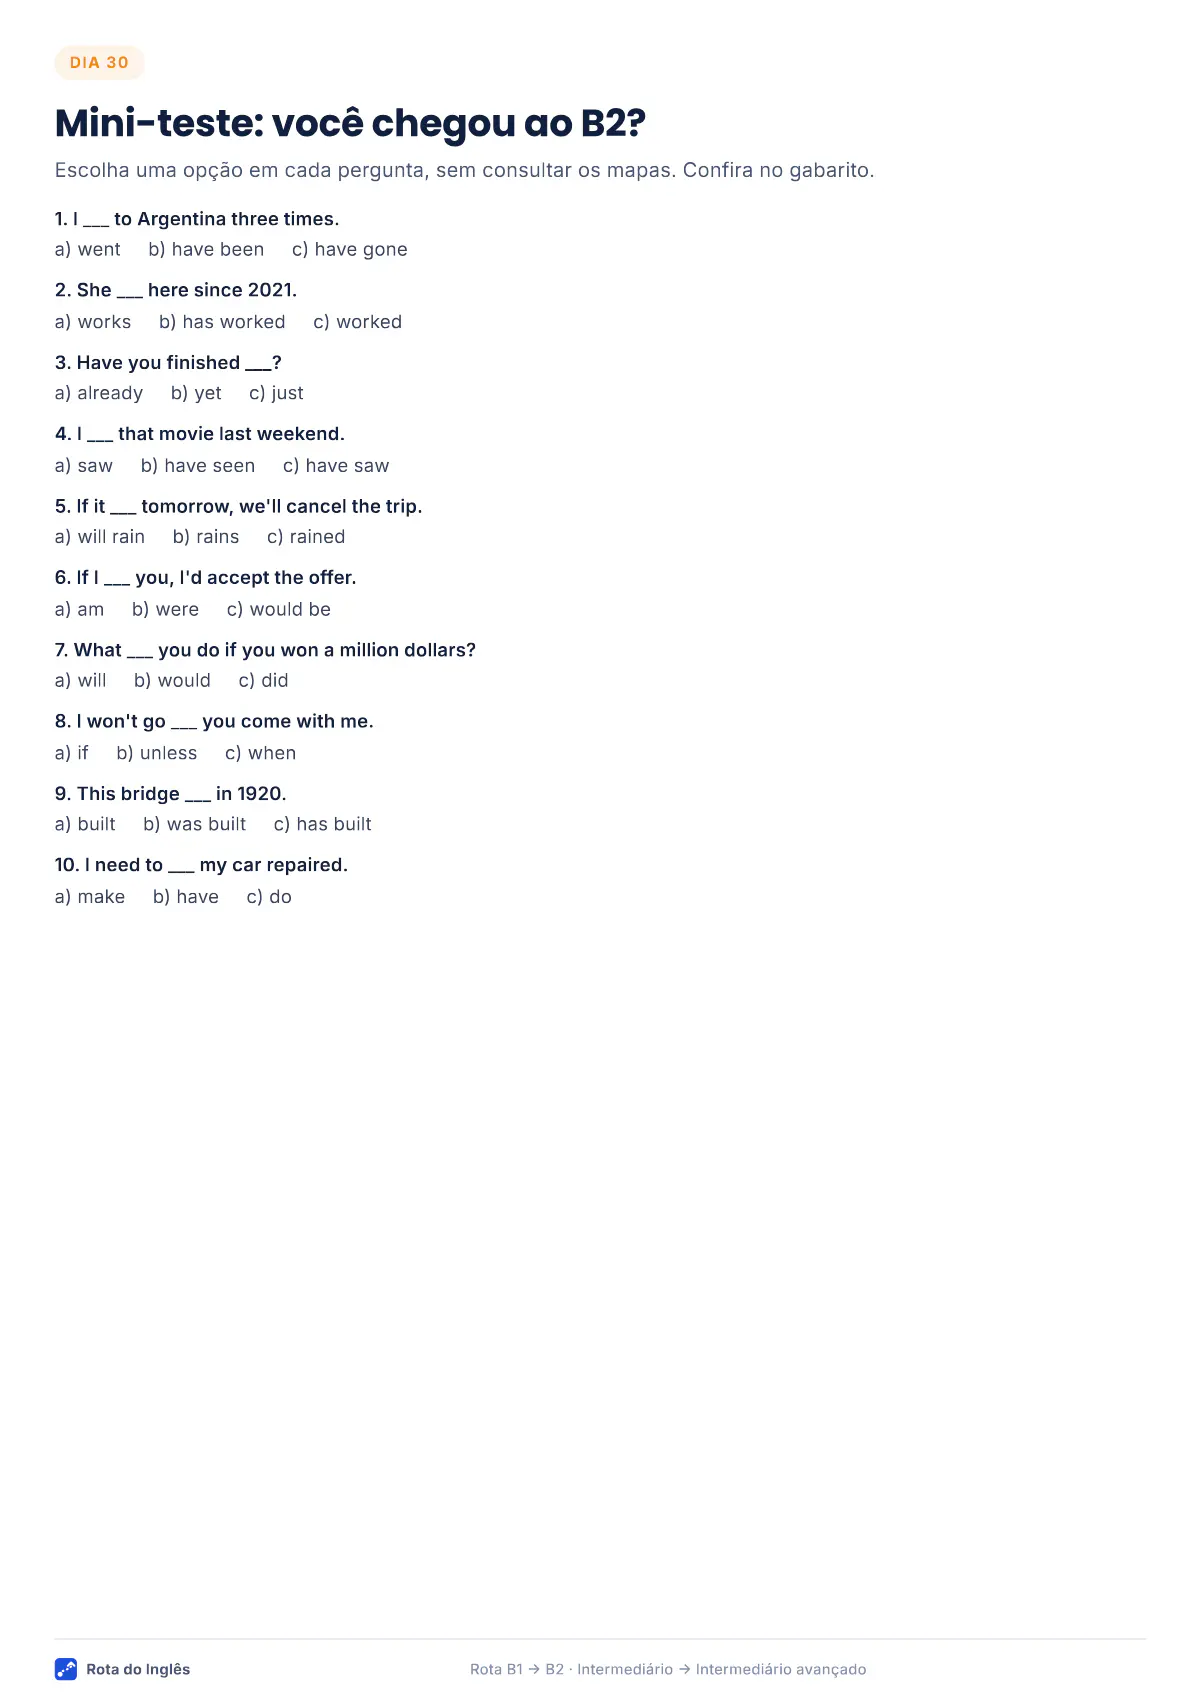 DIA 30
Mini-teste: você chegou ao B2?
Escolha uma opção em cada pergunta, sem consultar os mapas. Confira no gabarito.
1. I ___ to Argentina three times.
a) went b) have been c) have gone
2. She ___ here since 2021.
a) works b) has worked c) worked
3. Have you finished ___?
a) already b) yet c) just
4. I ___ that movie last weekend.
a) saw b) have seen c) have saw
5. If it ___ tomorrow, we'll cancel the trip.
a) will rain b) rains c) rained
6. If I ___ you, I'd accept the offer.
a) am b) were c) would be
7. What ___ you do if you won a million dollars?
a) will b) would c) did
8. I won't go ___ you come with me.
a) if b) unless c) when
9. This bridge ___ in 1920.
a) built b) was built c) has built
10. I need to ___ my car repaired.
a) make b) have c) do
Rota do Inglês Rota B1 → B2 · Intermediário → Intermediário avançado